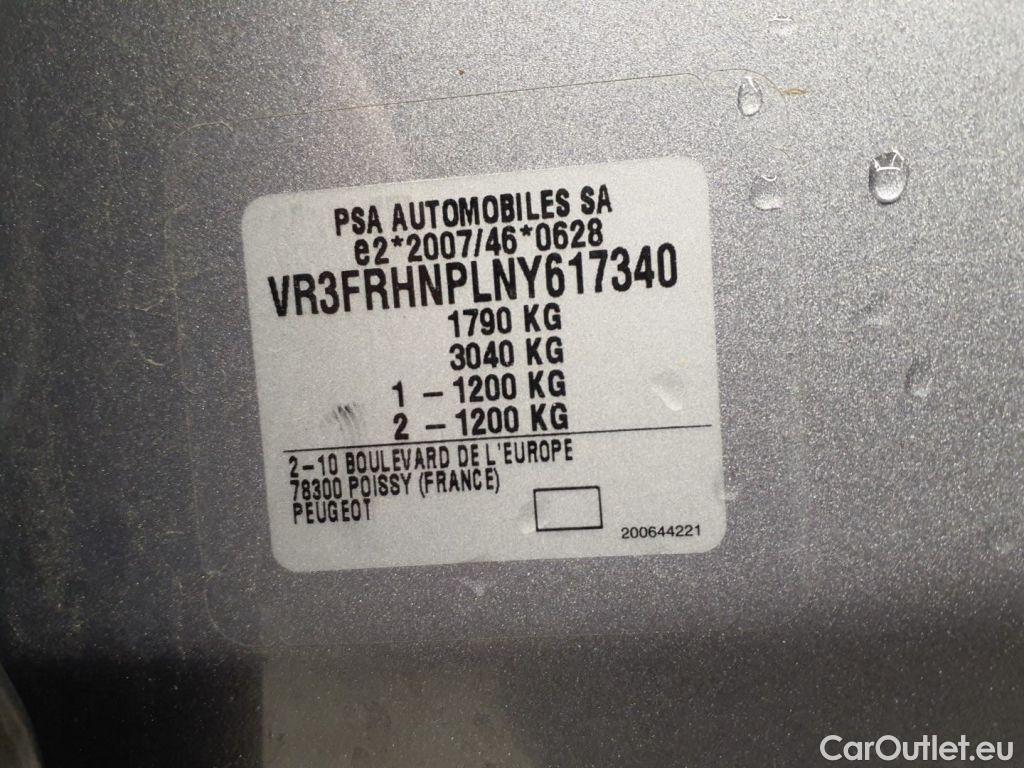 PSA AUTOMOBILES SA
e2*2007/46*0628
VR3FRHNPLNY617340
1790 KG
3040 KG
1 - 1200 KG
2 - 1200 KG
2-10 BOULEVARD DE L'EUROPE
78300 POISSY (FRANCE)
PEUGEOT
200644221
CarOutlet.eu